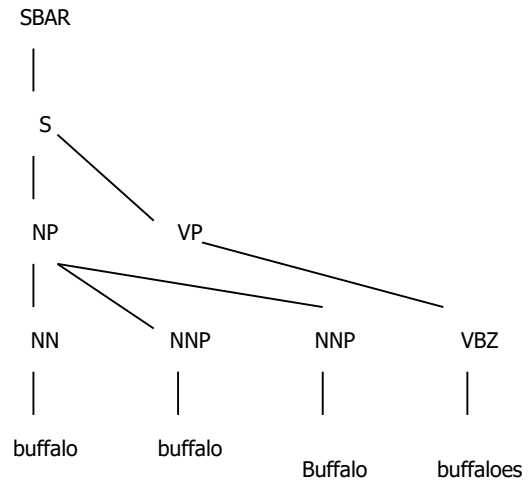 SBAR
S
NP VP
NN NNP NNP VBZ
buffalo buffalo
Buffalo buffaloes